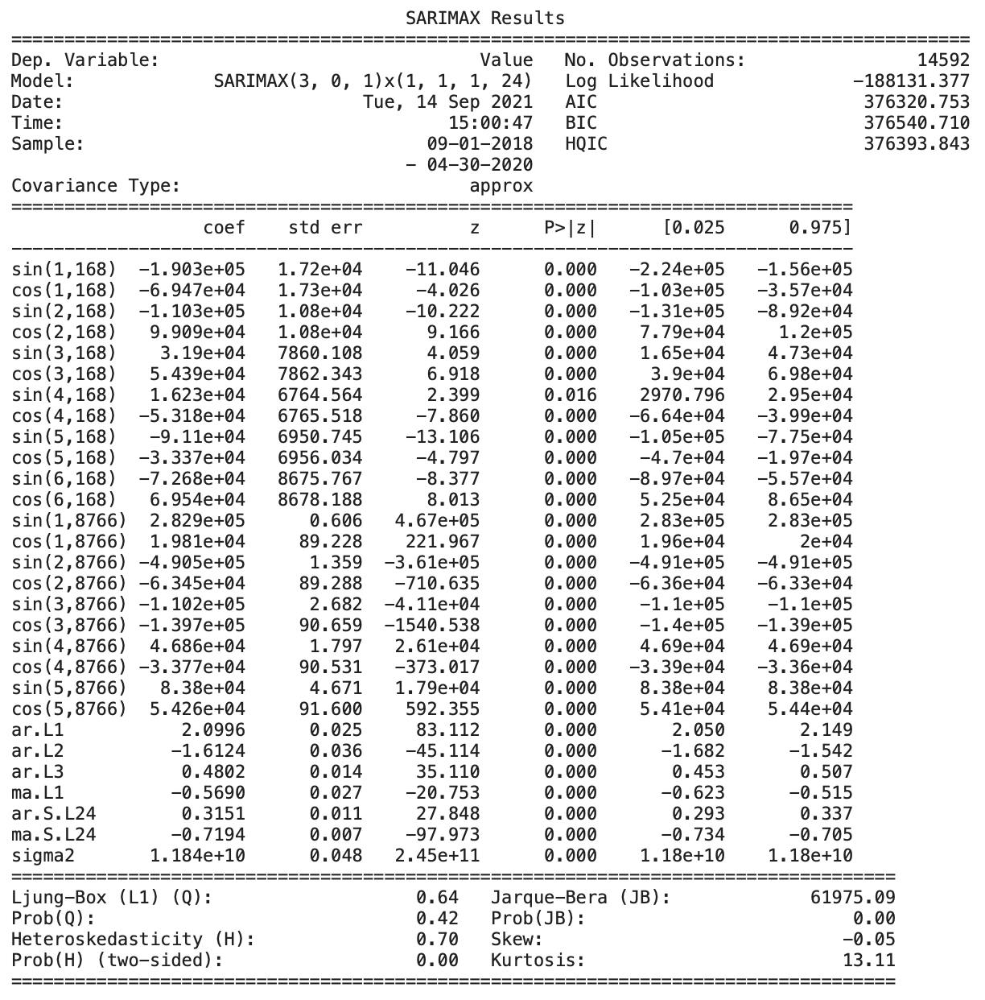 SARIMAX Results
==========================================================================================
Dep. Variable: Value No. Observations: 14592
Model: SARIMAX(3, 0, 1)x(1, 1, 1, 24) Log Likelihood -188131.377
Date: Tue, 14 Sep 2021 AIC 376320.753
Time: 15:00:47 BIC 376540.710
Sample: 09-01-2018 HQIC 376393.843
- 04-30-2020
Covariance Type: approx
================================================================================
coef std err z P>|z| [0.025 0.975]
--------------------------------------------------------------------------------
sin(1,168) -1.903e+05 1.72e+04 -11.046 0.000 -2.24e+05 -1.56e+05
cos(1,168) -6.947e+04 1.73e+04 -4.026 0.000 -1.03e+05 -3.57e+04
sin(2,168) -1.103e+05 1.08e+04 -10.222 0.000 -1.31e+05 -8.92e+04
cos(2,168) 9.909e+04 1.08e+04 9.166 0.000 7.79e+04 1.2e+05
sin(3,168) 3.19e+04 7860.108 4.059 0.000 1.65e+04 4.73e+04
cos(3,168) 5.439e+04 7862.343 6.918 0.000 3.9e+04 6.98e+04
sin(4,168) 1.623e+04 6764.564 2.399 0.016 2970.796 2.95e+04
cos(4,168) -5.318e+04 6765.518 -7.860 0.000 -6.64e+04 -3.99e+04
sin(5,168) -9.11e+04 6950.745 -13.106 0.000 -1.05e+05 -7.75e+04
cos(5,168) -3.337e+04 6956.034 -4.797 0.000 -4.7e+04 -1.97e+04
sin(6,168) -7.268e+04 8675.767 -8.377 0.000 -8.97e+04 -5.57e+04
cos(6,168) 6.954e+04 8678.188 8.013 0.000 5.25e+04 8.65e+04
sin(1,8766) 2.829e+05 0.606 4.67e+05 0.000 2.83e+05 2.83e+05
cos(1,8766) 1.981e+04 89.228 221.967 0.000 1.96e+04 2e+04
sin(2,8766) -4.905e+05 1.359 -3.61e+05 0.000 -4.91e+05 -4.91e+05
cos(2,8766) -6.345e+04 89.288 -710.635 0.000 -6.36e+04 -6.33e+04
sin(3,8766) -1.102e+05 2.682 -4.11e+04 0.000 -1.1e+05 -1.1e+05
cos(3,8766) -1.397e+05 90.659 -1540.538 0.000 -1.4e+05 -1.39e+05
sin(4,8766) 4.686e+04 1.797 2.61e+04 0.000 4.69e+04 4.69e+04
cos(4,8766) -3.377e+04 90.531 -373.017 0.000 -3.39e+04 -3.36e+04
sin(5,8766) 8.38e+04 4.671 1.79e+04 0.000 8.38e+04 8.38e+04
cos(5,8766) 5.426e+04 91.600 592.355 0.000 5.41e+04 5.44e+04
ar.L1 2.0996 0.025 83.112 0.000 2.050 2.149
ar.L2 -1.6124 0.036 -45.114 0.000 -1.682 -1.542
ar.L3 0.4802 0.014 35.110 0.000 0.453 0.507
ma.L1 -0.5690 0.027 -20.753 0.000 -0.623 -0.515
ar.S.L24 0.3151 0.011 27.848 0.000 0.293 0.337
ma.S.L24 -0.7194 0.007 -97.973 0.000 -0.734 -0.705
sigma2 1.184e+10 0.048 2.45e+11 0.000 1.18e+10 1.18e+10
===================================================================================
Ljung-Box (L1) (Q): 0.64 Jarque-Bera (JB): 61975.09
Prob(Q): 0.42 Prob(JB): 0.00
Heteroskedasticity (H): 0.70 Skew: -0.05
Prob(H) (two-sided): 0.00 Kurtosis: 13.11
===================================================================================